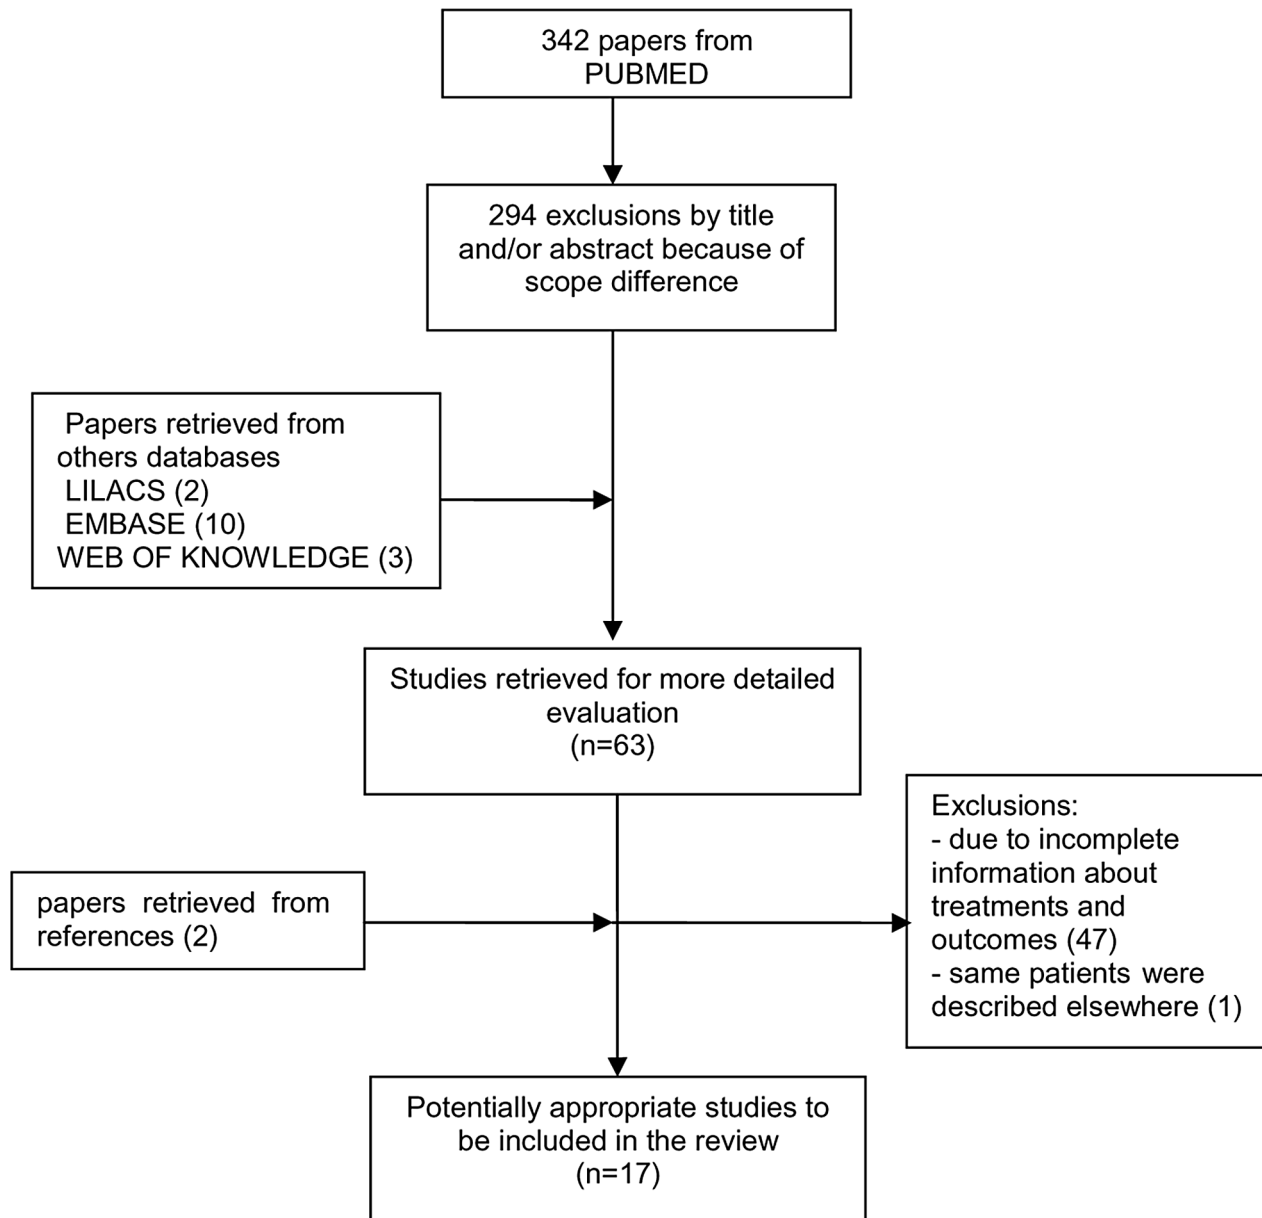 342 papers from
PUBMED
294 exclusions by title
and/or abstract because of
scope difference
Papers retrieved from
others databases
LILACS (2)
EMBASE (10)
WEB OF KNOWLEDGE (3)
Studies retrieved for more detailed
evaluation
(n=63)
papers retrieved from
references (2)
Exclusions:
- due to incomplete
information about
treatments and
outcomes (47)
- same patients were
described elsewhere (1)
Potentially appropriate studies to
be included in the review
(n=17)